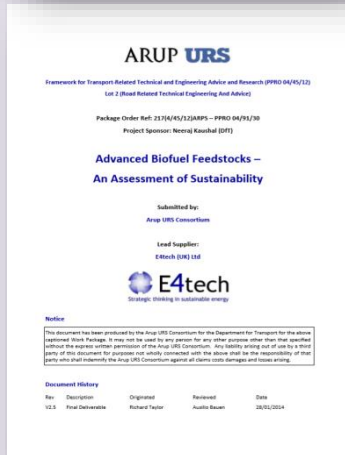 ARUP URS
Framework for Transport-Related Technical and Engineering Advice and Research (PPRO 04/45/12)
Lot 2 (Road Related Technical Engineering And Advice)
Package Order Ref: 217(4/45/12)ARPS – PPRO 04/91/30
Project Sponsor: Neeraj Kaushal (DfT)
Advanced Biofuel Feedstocks –
An Assessment of Sustainability
Submitted by:
Arup URS Consortium
Lead Supplier:
E4tech (UK) Ltd
E4tech
Strategic thinking in sustainable energy
Notice
This document has been produced by the Arup URS Consortium for the Department for Transport for the above
captioned Work Package. It may not be used by any person for any other purpose other than that specified
without the express written permission of the Arup URS Consortium. Any liability arising out of use by a third
party of this document for purposes not wholly connected with the above shall be the responsibility of that
party who shall indemnify the Arup URS Consortium against all claims costs damages and losses arising.
Document History
Rev Description Originated Reviewed Date
V2.3 Final Deliverable Richard Taylor Ausilio Bauen 28/01/2014